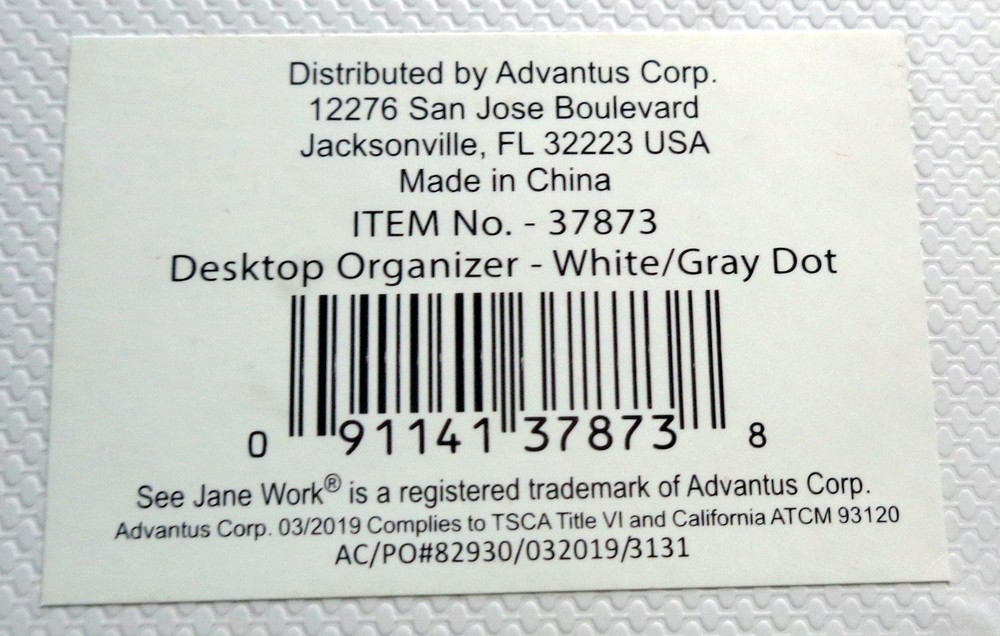 Distributed by Advantus Corp.
12276 San Jose Boulevard
Jacksonville, FL 32223 USA
Made in China
ITEM No. - 37873
Desktop Organizer - White/Gray Dot
0 91141 37873 8
See Jane Work® is a registered trademark of Advantus Corp.
Advantus Corp. 03/2019 Complies to TSCA Title VI and California ATCM 93120
AC/PO#82930/032019/3131